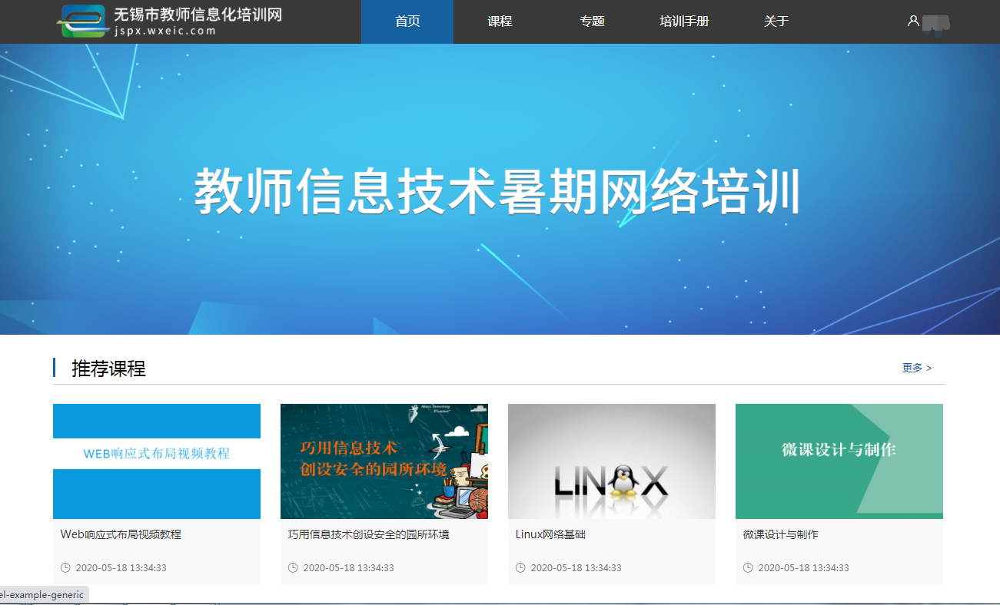 无锡市教师信息化培训网
jspx.wxeic.com
首页
课程
专题
培训手册
关于
教师信息技术暑期网络培训
推荐课程
更多 >
WEB响应式布局视频教程
巧用信息技术
创设安全的园所环境
LINUX
微课设计与制作
Web响应式布局视频教程
巧用信息技术创设安全的园所环境
Linux网络基础
微课设计与制作
2020-05-18 13:34:33
2020-05-18 13:34:33
2020-05-18 13:34:33
2020-05-18 13:34:33
el-example-generic